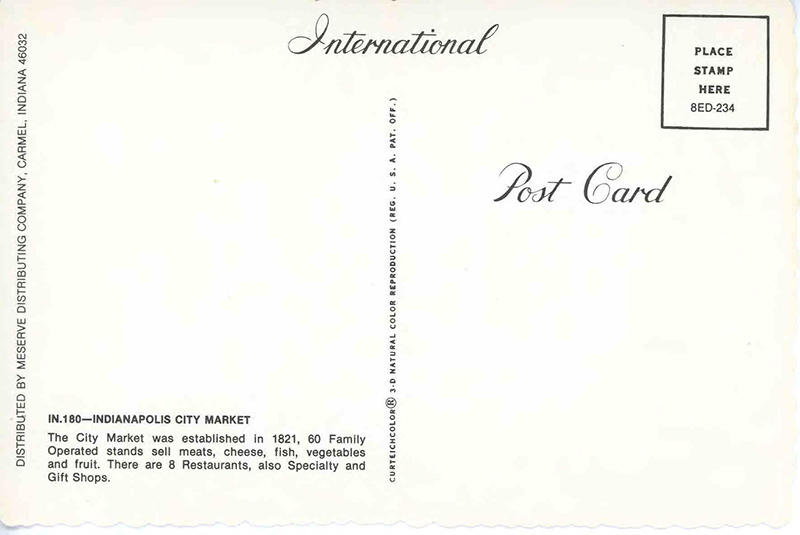 International
PLACE
STAMP
HERE
8ED-234
Post Card
DISTRIBUTED BY MESERVE DISTRIBUTING COMPANY, CARMEL, INDIANA 46032
CURTEICHCOLOR® 3-D NATURAL COLOR REPRODUCTION (REG. U. S. A. PAT. OFF.)
IN.180—INDIANAPOLIS CITY MARKET
The City Market was established in 1821, 60 Family
Operated stands sell meats, cheese, fish, vegetables
and fruit. There are 8 Restaurants, also Specialty and
Gift Shops.